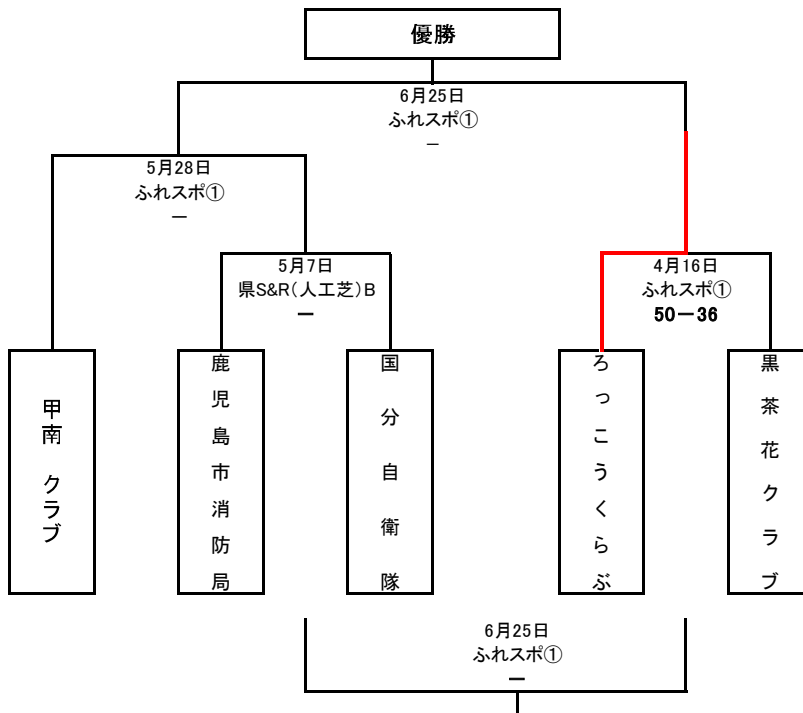 優勝
6月25日
ふれスポ①
－
5月28日
ふれスポ①
－
5月7日
県S&R(人工芝)B
－
4月16日
ふれスポ①
50－36
甲南 クラブ
鹿児島市消防局
国分自衛隊
ろっこうくらぶ
黒茶花クラブ
6月25日
ふれスポ①
－